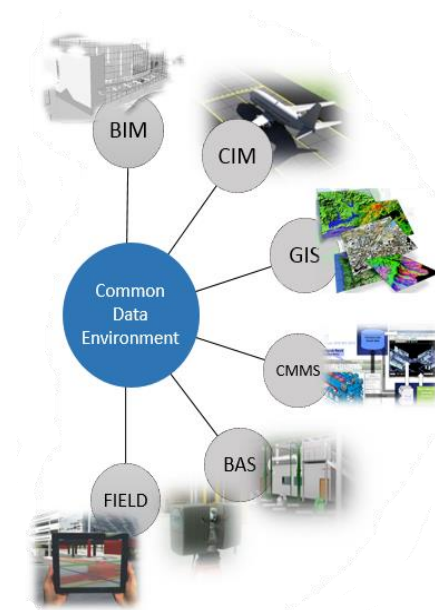 BIM
CIM
GIS
Common
Data
Environment
CMMS
BAS
FIELD